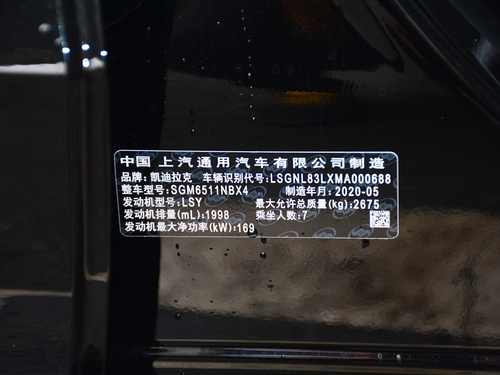 中国 上汽通用汽车有限公司制造
品牌: 凯迪拉克 车辆识别代号: LSGNL83LXMA000688
整车型号: SGM6511NBX4 制造年月: 2020-05
发动机型号: LSY 最大允许总质量(kg): 2675
发动机排量(mL): 1998 乘坐人数: 7
发动机最大净功率(kW): 169